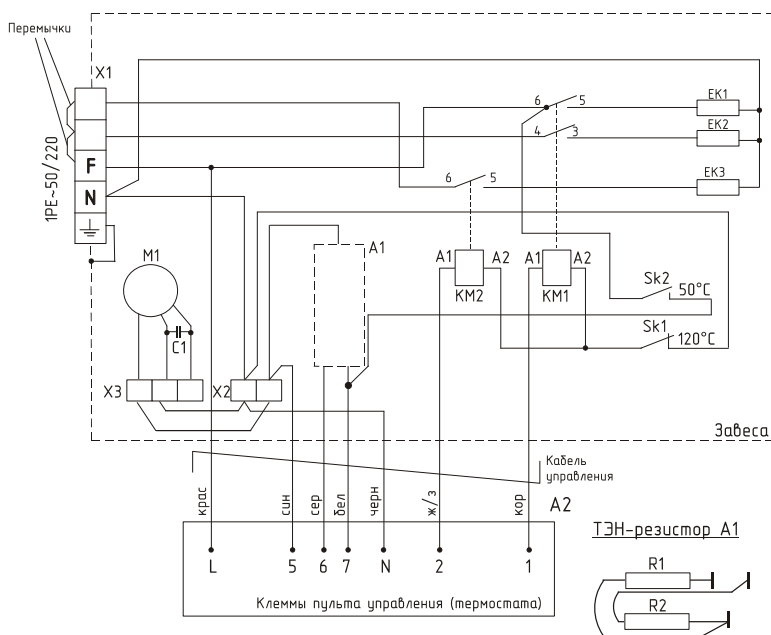 Перемычки
X1
1PE~50/220
F
N
6
5
EK1
4
3
EK2
6
5
EK3
M1
C1
A1
A1
A2
A1
A2
KM2
KM1
Sk2
50°C
Sk1
120°C
X3
X2
Завеса
Кабель
управления
крас
син
сер
бел
черн
ж/з
кор
A2
L
5
6
7
N
2
1
Клеммы пульта управления (термостата)
ТЭН-резистор А1
R1
R2